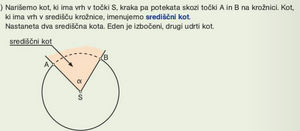 ) Narišemo kot, ki ima vrh v točki S, kraka pa potekata skozi točki A in B na krožnici. Kot,
ki ima vrh v središču krožnice, imenujemo središčni kot.
Nastaneta dva središčna kota. Eden je izbočeni, drugi udrti kot.
središčni kot
A
B
α
S